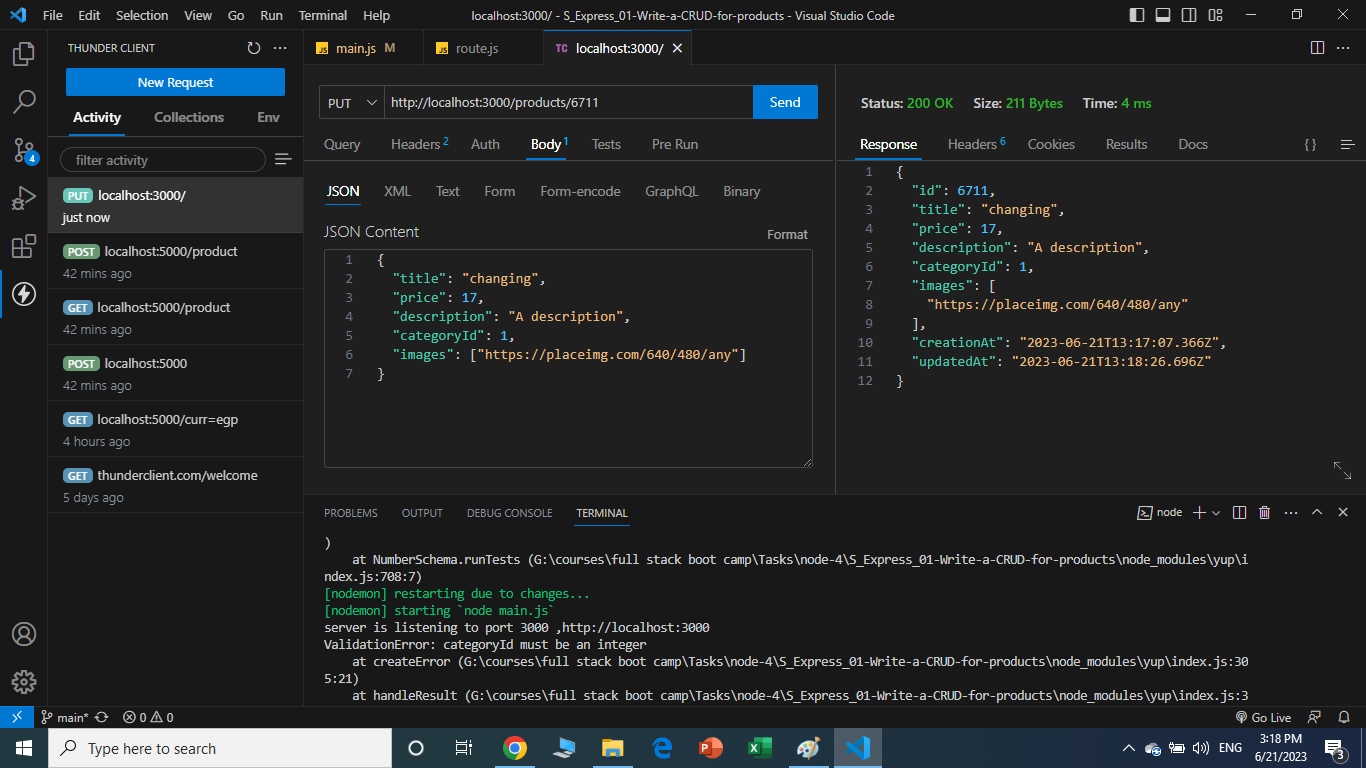 File Edit Selection View Go Run Terminal Help
localhost:3000/ - S_Express_01-Write-a-CRUD-for-products - Visual Studio Code
THUNDER CLIENT
New Request
Activity Collections Env
filter activity
PUT localhost:3000/
just now
POST localhost:5000/product
42 mins ago
GET localhost:5000/product
42 mins ago
POST localhost:5000
42 mins ago
GET localhost:5000/curr=egp
4 hours ago
GET thunderclient.com/welcome
5 days ago
4
JS main.js M
JS route.js
TC localhost:3000/
PUT http://localhost:3000/products/6711 Send
Query Headers 2 Auth Body 1 Tests Pre Run
JSON XML Text Form Form-encode GraphQL Binary
JSON Content Format
1 {
2 "title": "changing",
3 "price": 17,
4 "description": "A description",
5 "categoryId": 1,
6 "images": ["https://placeimg.com/640/480/any"]
7 }
Status: 200 OK Size: 211 Bytes Time: 4 ms
Response Headers 6 Cookies Results Docs { }
1 {
2 "id": 6711,
3 "title": "changing",
4 "price": 17,
5 "description": "A description",
6 "categoryId": 1,
7 "images": [
8 "https://placeimg.com/640/480/any"
9 ],
10 "creationAt": "2023-06-21T13:17:07.366Z",
11 "updatedAt": "2023-06-21T13:18:26.696Z"
12 }
PROBLEMS OUTPUT DEBUG CONSOLE TERMINAL node
)
at NumberSchema.runTests (G:\courses\full stack boot camp\Tasks\node-4\S_Express_01-Write-a-CRUD-for-products\node_modules\yup\i
ndex.js:708:7)
[nodemon] restarting due to changes...
[nodemon] starting `node main.js`
server is listening to port 3000 ,http://localhost:3000
ValidationError: categoryId must be an integer
at createError (G:\courses\full stack boot camp\Tasks\node-4\S_Express_01-Write-a-CRUD-for-products\node_modules\yup\index.js:30
5:21)
at handleResult (G:\courses\full stack boot camp\Tasks\node-4\S_Express_01-Write-a-CRUD-for-products\node_modules\yup\index.js:3
main* 0 0 Go Live
Type here to search
ENG
3:18 PM
6/21/2023
3